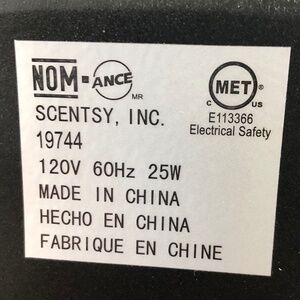 NOM-ANCE MR
MET® C US
SCENTSY, INC.
E113366
19744
Electrical Safety
120V 60Hz 25W
MADE IN CHINA
HECHO EN CHINA
FABRIQUE EN CHINE